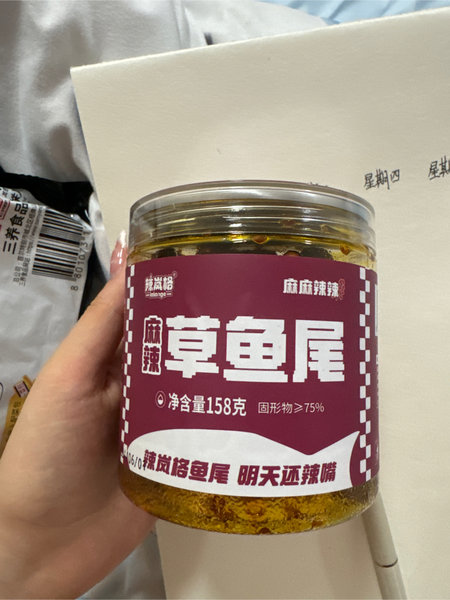 星期四
星期
三养食品
辣岚格
麻麻辣辣
麻辣
草鱼尾
净含量158克
固形物≥75%
辣岚格鱼尾 明天还辣嘴